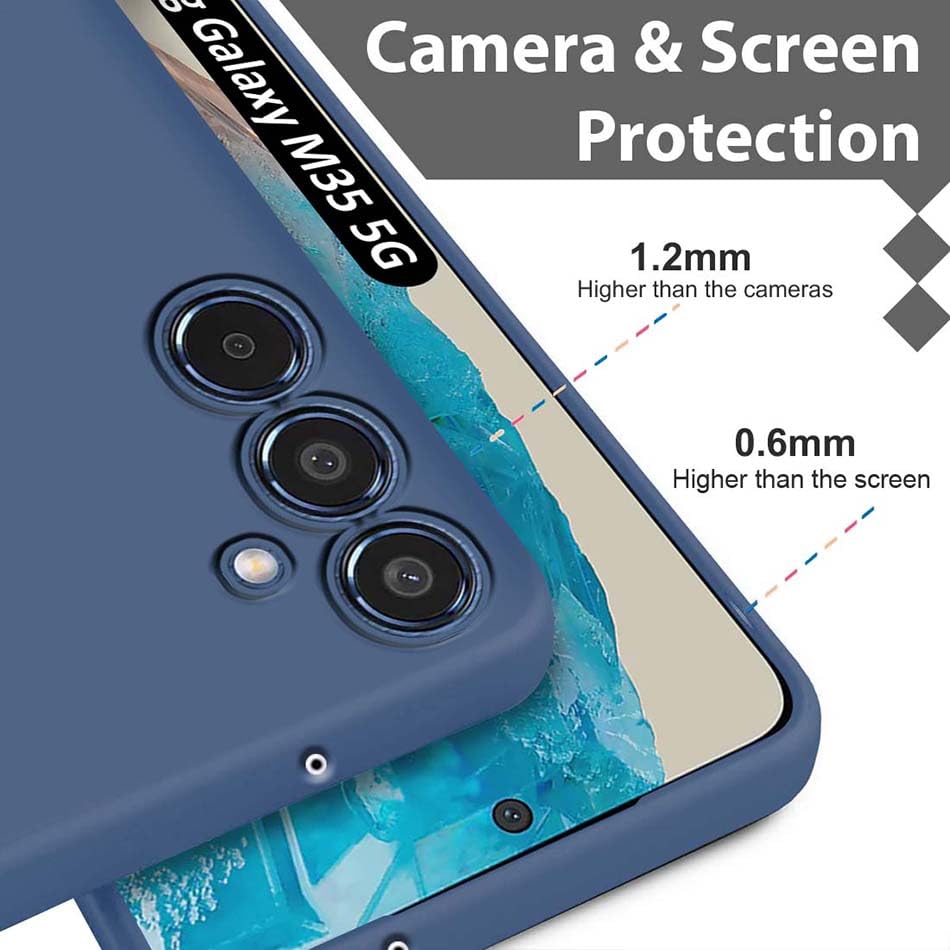 Camera & Screen
Protection
Galaxy M35 5G
1.2mm
Higher than the cameras
0.6mm
Higher than the screen